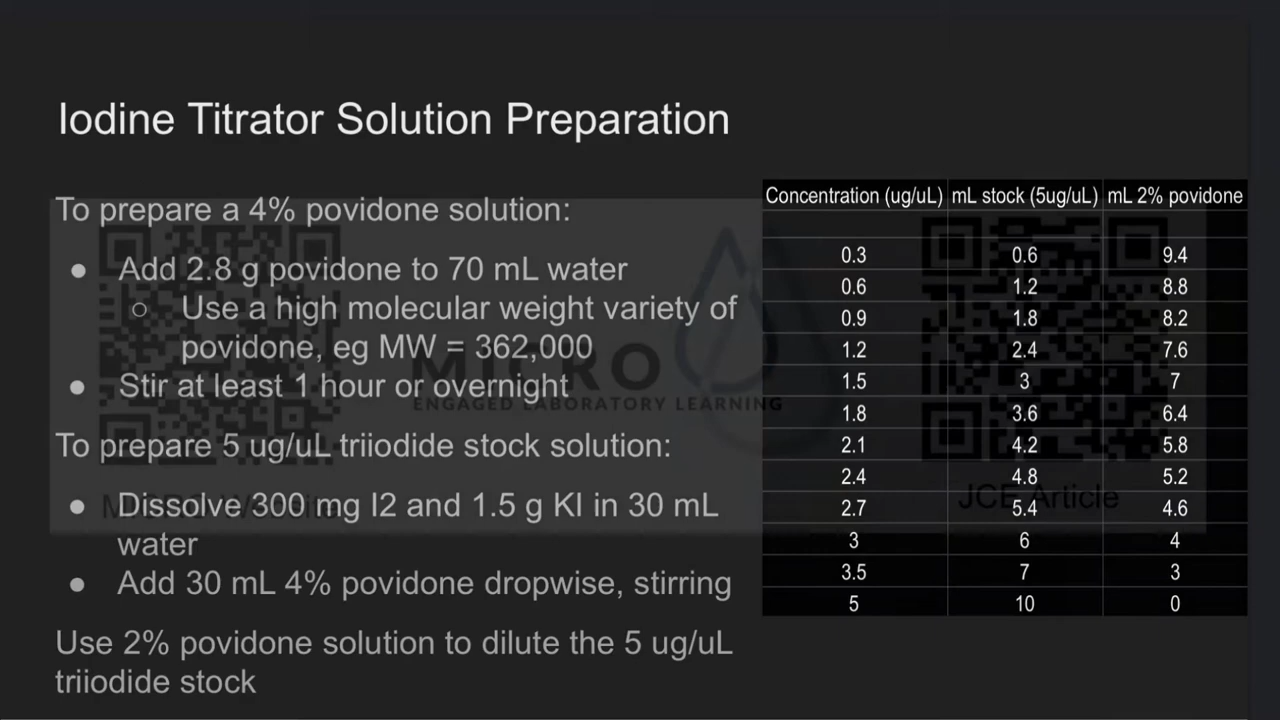 Iodine Titrator Solution Preparation
To prepare a 4% povidone solution:
● Add 2.8 g povidone to 70 mL water
○ Use a high molecular weight variety of
povidone, eg MW = 362,000
● Stir at least 1 hour or overnight
To prepare 5 ug/uL triiodide stock solution:
● Dissolve 300 mg I2 and 1.5 g KI in 30 mL
water
● Add 30 mL 4% povidone dropwise, stirring
Use 2% povidone solution to dilute the 5 ug/uL
triiodide stock
Concentration (ug/uL) mL stock (5ug/uL) mL 2% povidone
0.3 0.6 9.4
0.6 1.2 8.8
0.9 1.8 8.2
1.2 2.4 7.6
1.5 3 7
1.8 3.6 6.4
2.1 4.2 5.8
2.4 4.8 5.2
2.7 5.4 4.6
3 6 4
3.5 7 3
5 10 0
MICRO
ENGAGED LABORATORY LEARNING
MICRO Website
JCE Article